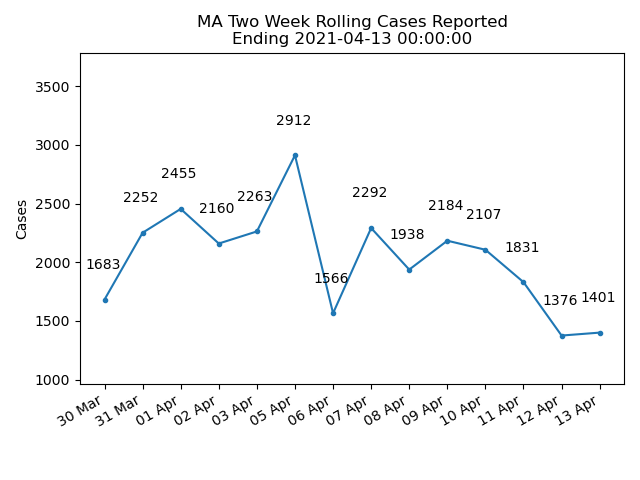 MA Two Week Rolling Cases Reported
Ending 2021-04-13 00:00:00
Cases
3500
3000
2500
2000
1500
1000
1683
2252
2455
2160
2263
2912
1566
2292
1938
2184
2107
1831
1376
1401
30 Mar
31 Mar
01 Apr
02 Apr
03 Apr
05 Apr
06 Apr
07 Apr
08 Apr
09 Apr
10 Apr
11 Apr
12 Apr
13 Apr